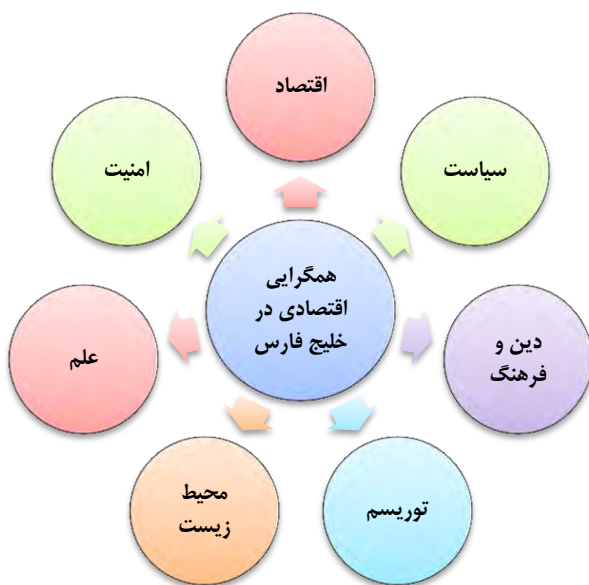 اقتصاد
سیاست
دین و
فرهنگ
توریسم
محیط
زیست
علم
امنیت
همگرایی
اقتصادی در
خلیج فارس